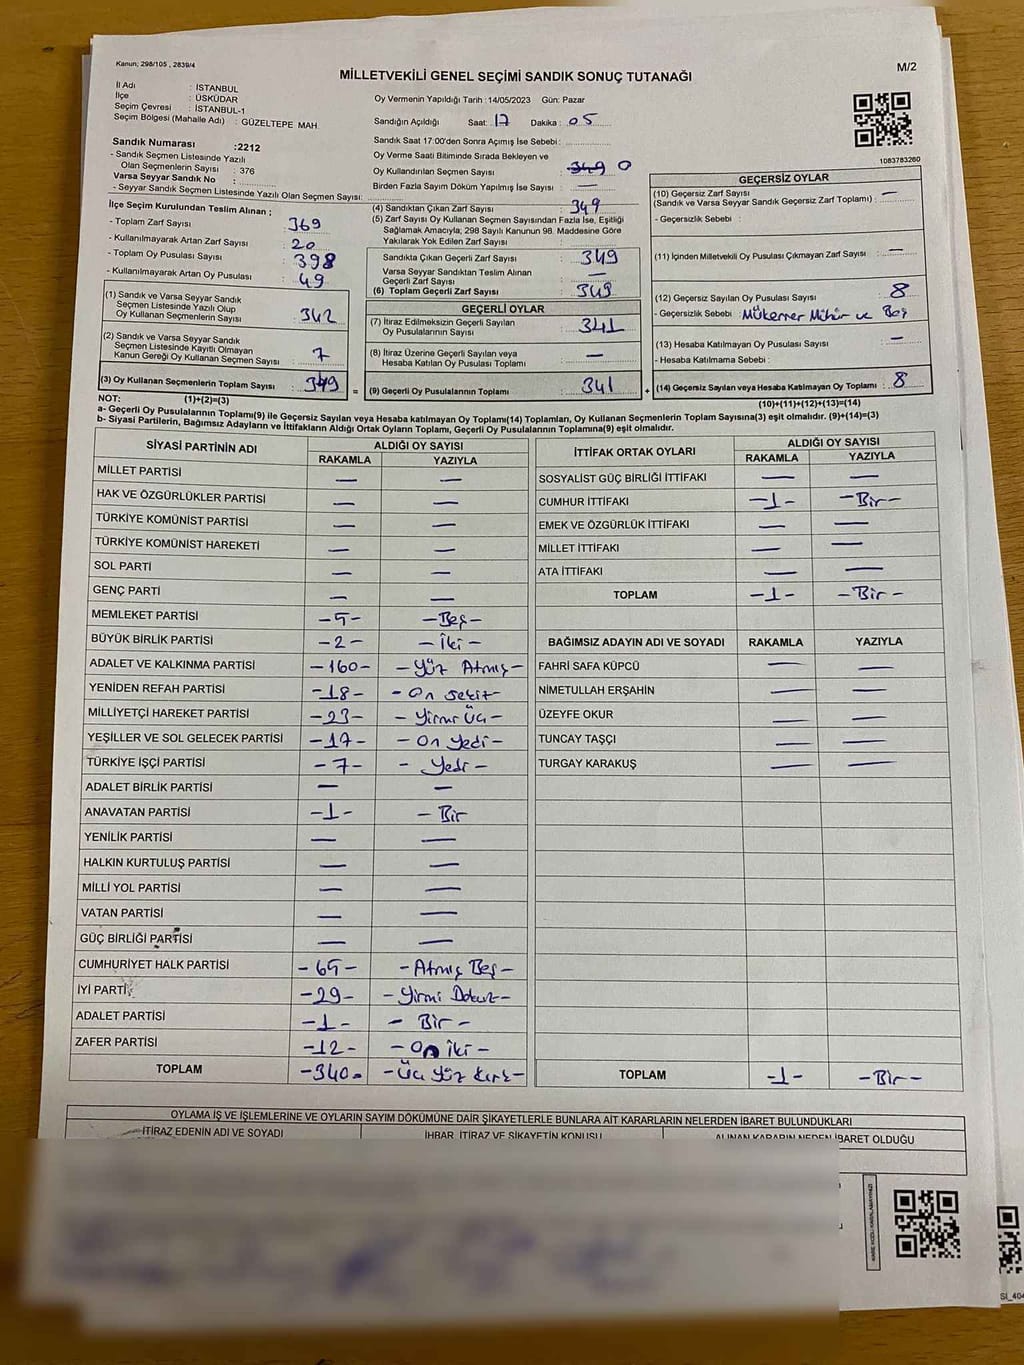 Kanun; 298/105 , 2839/4
M/2
MİLLETVEKİLİ GENEL SEÇİMİ SANDIK SONUÇ TUTANAĞI
İl Adı : İSTANBUL
İlçe : ÜSKÜDAR
Seçim Çevresi : İSTANBUL-1
Seçim Bölgesi (Mahalle Adı) : GÜZELTEPE MAH.
Sandık Numarası :2212
- Sandık Seçmen Listesinde Yazılı
Olan Seçmenlerin Sayısı : 376
Varsa Seyyar Sandık No :
- Seyyar Sandık Seçmen Listesinde Yazılı Olan Seçmen Sayısı:
İlçe Seçim Kurulundan Teslim Alınan ;
- Toplam Zarf Sayısı : 369
- Kullanılmayarak Artan Zarf Sayısı : 20
- Toplam Oy Pusulası Sayısı : 398
- Kullanılmayarak Artan Oy Pusulası : 49
(1) Sandık ve Varsa Seyyar Sandık
Seçmen Listesinde Yazılı Olup
Oy Kullanan Seçmenlerin Sayısı : 342
(2) Sandık ve Varsa Seyyar Sandık
Seçmen Listesinde Kayıtlı Olmayan
Kanun Gereği Oy Kullanan Seçmen Sayısı : 7
(3) Oy Kullanan Seçmenlerin Toplam Sayısı : 349
Oy Vermenin Yapıldığı Tarih : 14/05/2023 Gün: Pazar
Sandığın Açıldığı Saat: 17 Dakika : 05
Sandık Saat 17:00'den Sonra Açımış İse Sebebi :
Oy Verme Saati Bitiminde Sırada Bekleyen ve
Oy Kullandırılan Seçmen Sayısı : 349 0
Birden Fazla Sayım Döküm Yapılmış İse Sayısı : —
(4) Sandıktan Çıkan Zarf Sayısı : 349
(5) Zarf Sayısı Oy Kullanan Seçmen Sayısından Fazla İse, Eşitliği
Sağlamak Amacıyla; 298 Sayılı Kanunun 98. Maddesine Göre
Yakılarak Yok Edilen Zarf Sayısı :
Sandıkta Çıkan Geçerli Zarf Sayısı : 349
Varsa Seyyar Sandıktan Teslim Alınan
Geçerli Zarf Sayısı : —
(6) Toplam Geçerli Zarf Sayısı : 349
GEÇERLİ OYLAR
(7) İtiraz Edilmeksizin Geçerli Sayılan
Oy Pusulalarının Sayısı : 341
(8) İtiraz Üzerine Geçerli Sayılan veya
Hesaba Katılan Oy Pusulası Toplamı : —
= (9) Geçerli Oy Pusulalarının Toplamı : 341 +
1083783260
GEÇERSİZ OYLAR
(10) Geçersiz Zarf Sayısı
(Sandık ve Varsa Seyyar Sandık Geçersiz Zarf Toplamı) : —
- Geçersizlik Sebebi :
(11) İçinden Milletvekili Oy Pusulası Çıkmayan Zarf Sayısı : —
(12) Geçersiz Sayılan Oy Pusulası Sayısı : 8
- Geçersizlik Sebebi : Mükerrer Mühür ve Boş
(13) Hesaba Katılmayan Oy Pusulası Sayısı : —
- Hesaba Katılmama Sebebi :
(14) Geçersiz Sayılan veya Hesaba Katılmayan Oy Toplamı : 8
(10)+(11)+(12)+(13)=(14)
NOT: (1)+(2)=(3)
a- Geçerli Oy Pusulalarının Toplamı(9) ile Geçersiz Sayılan veya Hesaba katılmayan Oy Toplamı(14) Toplamları, Oy Kullanan Seçmenlerin Toplam Sayısına(3) eşit olmalıdır. (9)+(14)=(3)
b- Siyasi Partilerin, Bağımsız Adayların ve İttifakların Aldığı Ortak Oyların Toplamı, Geçerli Oy Pusulalarının Toplamına(9) eşit olmalıdır.
SİYASİ PARTİNİN ADI ALDIĞI OY SAYISI
RAKAMLA YAZIYLA
MİLLET PARTİSİ — —
HAK VE ÖZGÜRLÜKLER PARTİSİ — —
TÜRKİYE KOMÜNİST PARTİSİ — —
TÜRKİYE KOMÜNİST HAREKETİ — —
SOL PARTİ — —
GENÇ PARTİ — —
MEMLEKET PARTİSİ -5- -Beş-
BÜYÜK BİRLİK PARTİSİ -2- -İki-
ADALET VE KALKINMA PARTİSİ -160- -Yüz Atmış-
YENİDEN REFAH PARTİSİ -18- -On sekiz-
MİLLİYETÇİ HAREKET PARTİSİ -23- -Yirmi Üç-
YEŞİLLER VE SOL GELECEK PARTİSİ -17- -On Yedi-
TÜRKİYE İŞÇİ PARTİSİ -7- -Yedi-
ADALET BİRLİK PARTİSİ — —
ANAVATAN PARTİSİ -1- -Bir
YENİLİK PARTİSİ — —
HALKIN KURTULUŞ PARTİSİ — —
MİLLİ YOL PARTİSİ — —
VATAN PARTİSİ — —
GÜÇ BİRLİĞİ PARTİSİ — —
CUMHURİYET HALK PARTİSİ -65- -Atmış Beş-
İYİ PARTİ -29- -Yirmi Dokuz-
ADALET PARTİSİ -1- -Bir-
ZAFER PARTİSİ -12- -On İki-
TOPLAM -340- -Üç Yüz Kırk-
İTTİFAK ORTAK OYLARI ALDIĞI OY SAYISI
RAKAMLA YAZIYLA
SOSYALİST GÜÇ BİRLİĞİ İTTİFAKI — —
CUMHUR İTTİFAKI -1- -Bir-
EMEK VE ÖZGÜRLÜK İTTİFAKI — —
MİLLET İTTİFAKI — —
ATA İTTİFAKI — —
TOPLAM -1- -Bir-
BAĞIMSIZ ADAYIN ADI VE SOYADI RAKAMLA YAZIYLA
FAHRİ SAFA KÜPCÜ — —
NİMETULLAH ERŞAHİN — —
ÜZEYFE OKUR — —
TUNCAY TAŞÇI — —
TURGAY KARAKUŞ — —
TOPLAM -1- -Bir-
OYLAMA İŞ VE İŞLEMLERİNE VE OYLARIN SAYIM DÖKÜMÜNE DAİR ŞİKAYETLERLE BUNLARA AİT KARARLARIN NELERDEN İBARET BULUNDUKLARI
İTİRAZ EDENİN ADI VE SOYADI İHBAR, İTİRAZ VE ŞİKAYETİN KONUSU ALINAN KARARIN NEDEN İBARET OLDUĞU